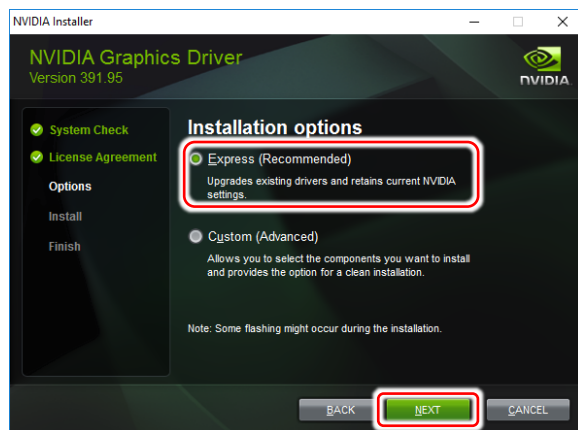 NVIDIA Installer
NVIDIA Graphics Driver
Version 391.95
NVIDIA
System Check
License Agreement
Options
Install
Finish
Installation options
Express (Recommended)
Upgrades existing drivers and retains current NVIDIA
settings.
Custom (Advanced)
Allows you to select the components you want to install
and provides the option for a clean installation.
Note: Some flashing might occur during the installation.
BACK
NEXT
CANCEL